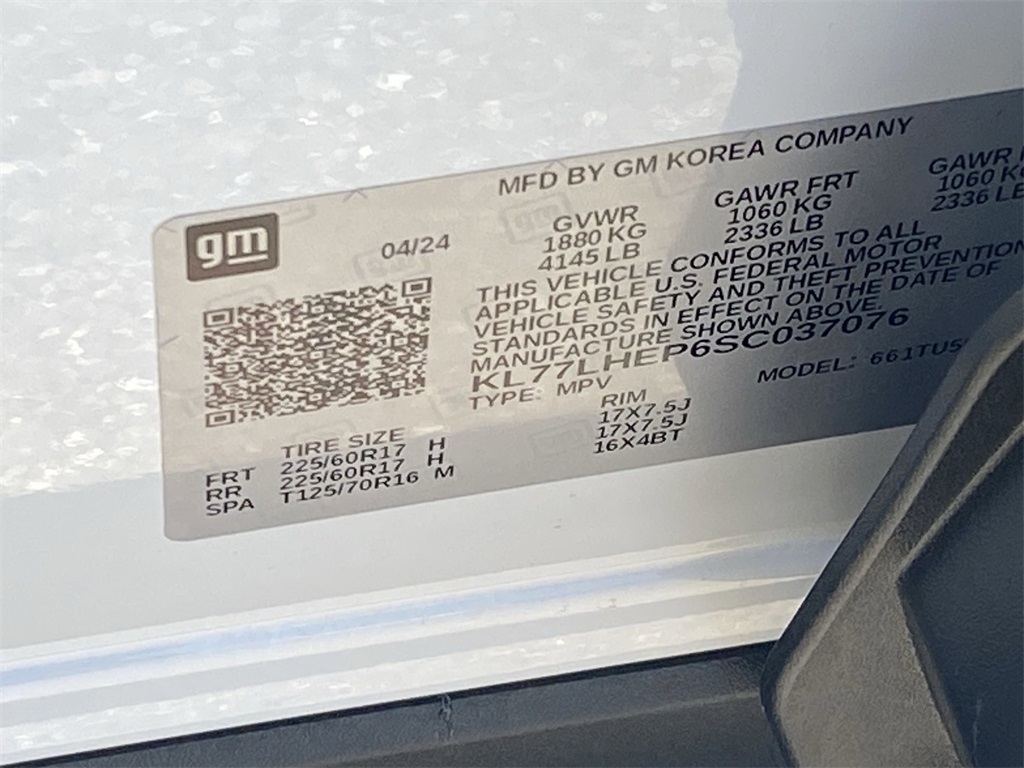 MFD BY GM KOREA COMPANY
gm
04/24
GVWR GAWR FRT GAWR
1880 KG 1060 KG 1060 KG
4145 LB 2336 LB 2336 LB
THIS VEHICLE CONFORMS TO ALL
APPLICABLE U.S. FEDERAL MOTOR
VEHICLE SAFETY AND THEFT PREVENTION
STANDARDS IN EFFECT ON THE DATE OF
MANUFACTURE SHOWN ABOVE.
KL77LHEP6SC037076
TYPE: MPV MODEL: 661TU5
TIRE SIZE RIM
FRT 225/60R17 H 17X7.5J
RR 225/60R17 H 17X7.5J
SPA T125/70R16 M 16X4BT